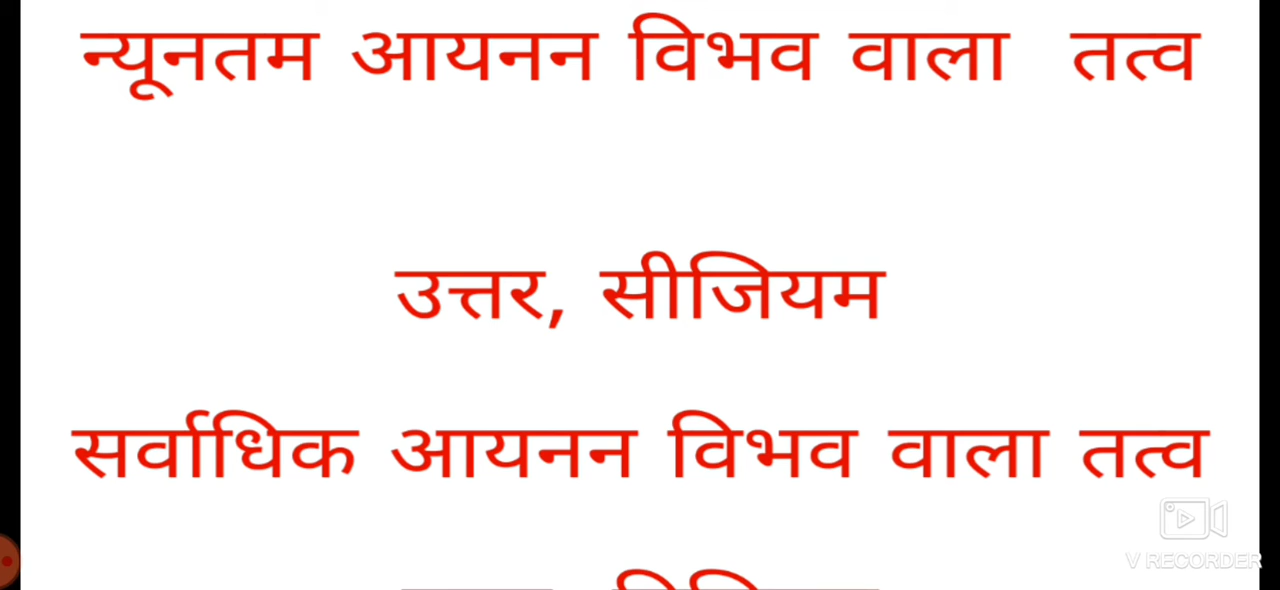 न्यूनतम आयनन विभव वाला तत्व
उत्तर, सीजियम
सर्वाधिक आयनन विभव वाला तत्व
V RECORDER